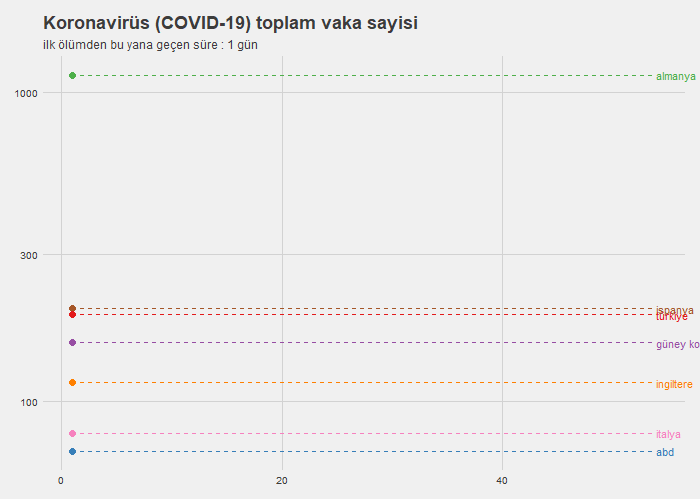 Koronavirüs (COVID-19) toplam vaka sayisi
ilk ölümden bu yana geçen süre : 1 gün
almanya
1000
300
ispanya
türkiye
güney ko
ingiltere
100
italya
abd
0
20
40